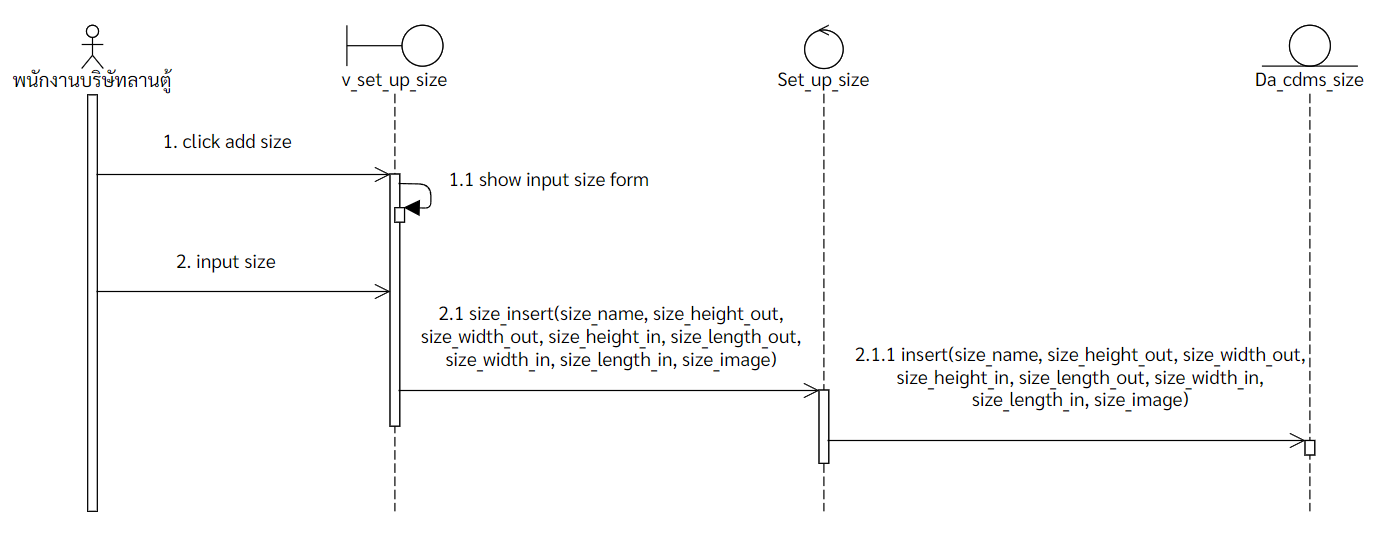 พนักงานบริษัทลานตู้
v_set_up_size
Set_up_size
Da_cdms_size
1. click add size
1.1 show input size form
2. input size
2.1 size_insert(size_name, size_height_out,
size_width_out, size_height_in, size_length_out,
size_width_in, size_length_in, size_image)
2.1.1 insert(size_name, size_height_out, size_width_out,
size_height_in, size_length_out, size_width_in,
size_length_in, size_image)